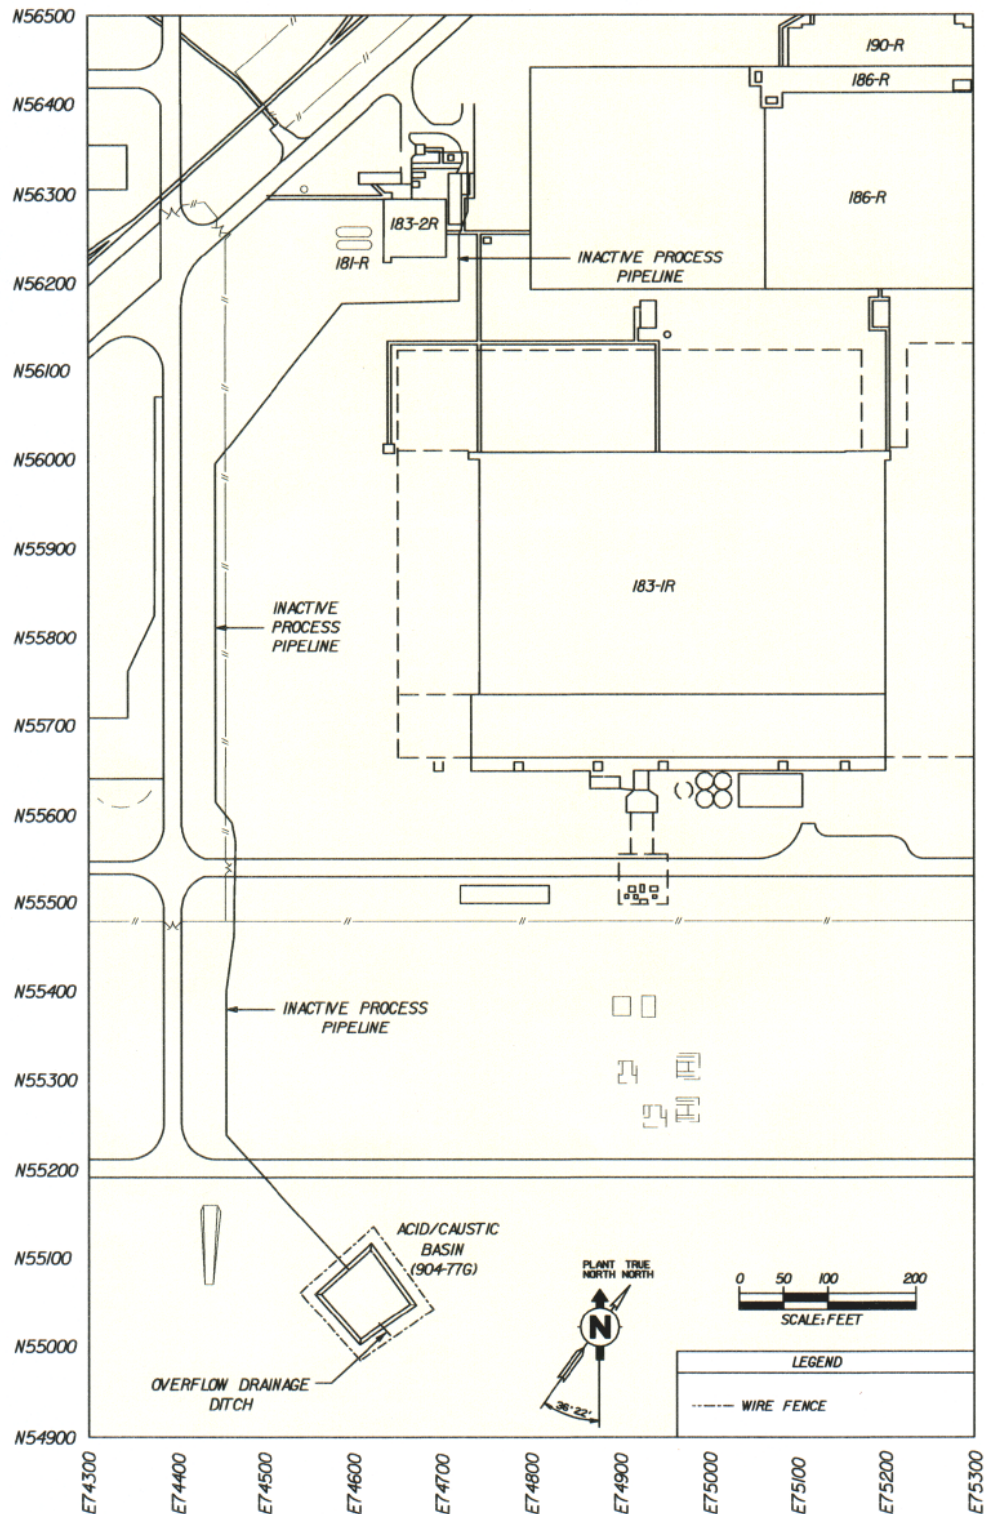 N56500
190-R
186-R
N56400
N56300
186-R
183-2R
181-R
INACTIVE PROCESS
PIPELINE
N56200
N56100
N56000
N55900
183-1R
INACTIVE
PROCESS
PIPELINE
N55800
N55700
N55600
N55500
N55400
INACTIVE PROCESS
PIPELINE
N55300
N55200
ACID/CAUSTIC
BASIN
(904-77G)
N55100
PLANT TRUE
NORTH NORTH
0 50 100 200
SCALE: FEET
N
N55000
LEGEND
OVERFLOW DRAINAGE
DITCH
WIRE FENCE
36°22'
N54900
E74300
E74400
E74500
E74600
E74700
E74800
E74900
E75000
E75100
E75200
E75300